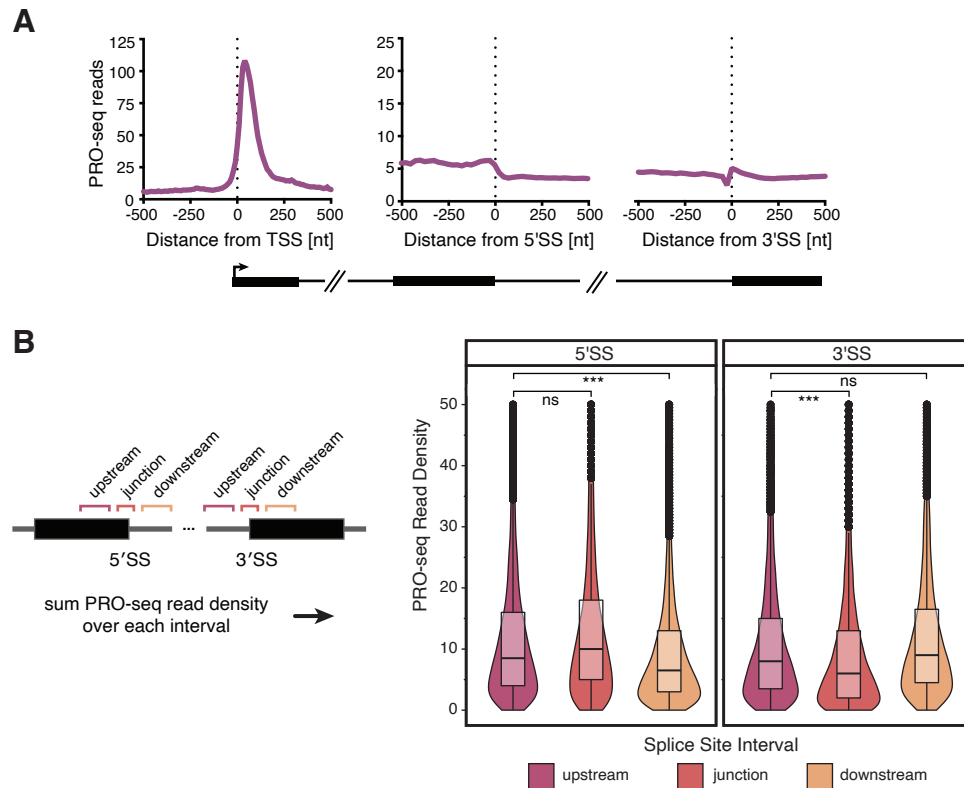 A
125
100
75
50
25
0
PRO-seq reads
-500
-250
0
250
500
Distance from TSS [nt]
25
20
15
10
5
0
-500
-250
0
250
500
Distance from 5'SS [nt]
-500
-250
0
250
500
Distance from 3'SS [nt]
B
upstream
junction
downstream
upstream
junction
downstream
...
5'SS
3'SS
sum PRO-seq read density
over each interval
5'SS
3'SS
***
ns
ns
***
50
40
30
20
10
0
PRO-seq Read Density
Splice Site Interval
upstream
junction
downstream